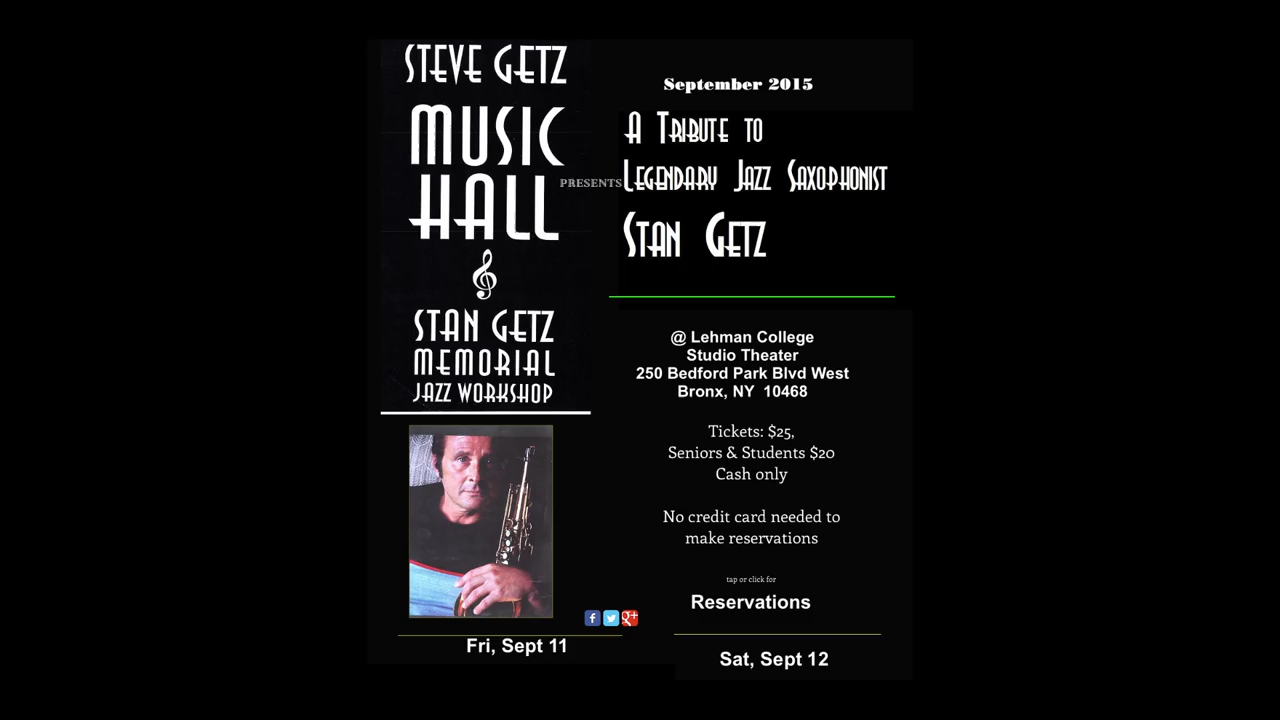 STEVE GETZ
MUSIC
HALL
STAN GETZ
MEMORIAL
JAZZ WORKSHOP
PRESENTS
September 2015
A Tribute to
Legendary Jazz Saxophonist
Stan Getz
@ Lehman College
Studio Theater
250 Bedford Park Blvd West
Bronx, NY 10468
Tickets: $25,
Seniors & Students $20
Cash only
No credit card needed to
make reservations
tap or click for
Reservations
f
g+
Fri, Sept 11
Sat, Sept 12